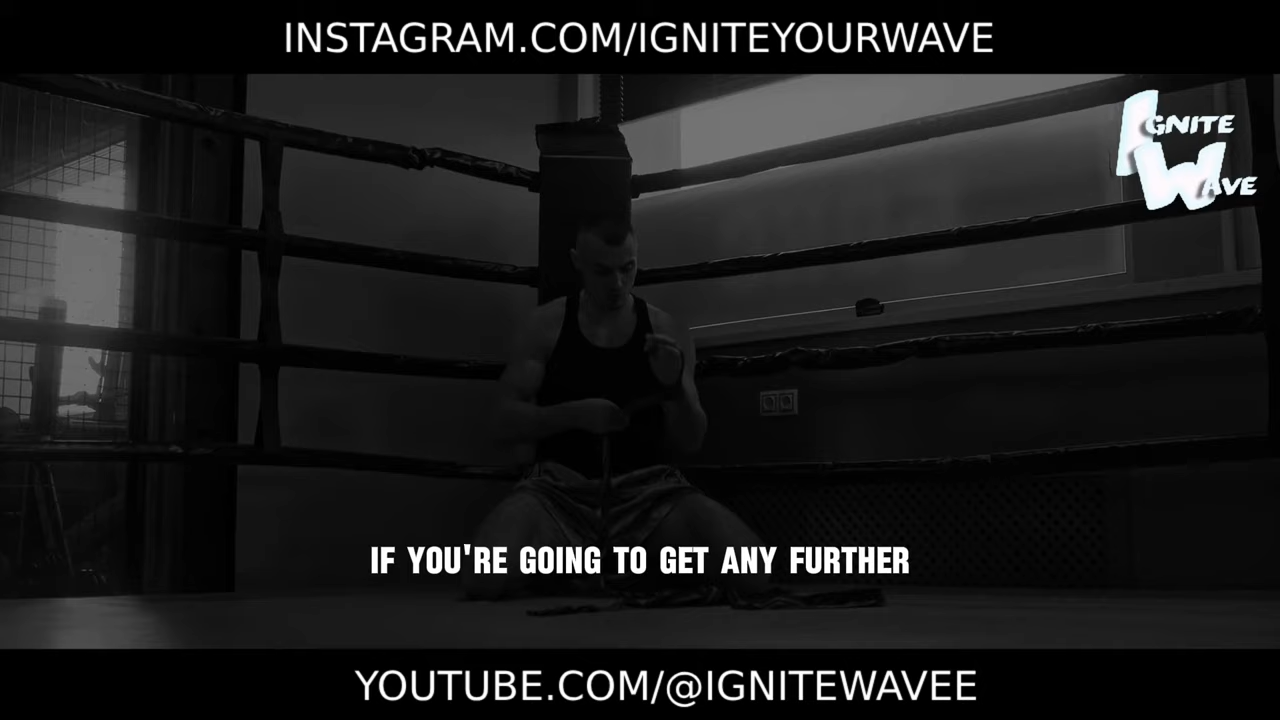 INSTAGRAM.COM/IGNITEYOURWAVE
IGNITE
WAVE
IF YOU'RE GOING TO GET ANY FURTHER
YOUTUBE.COM/@IGNITEWAVEE